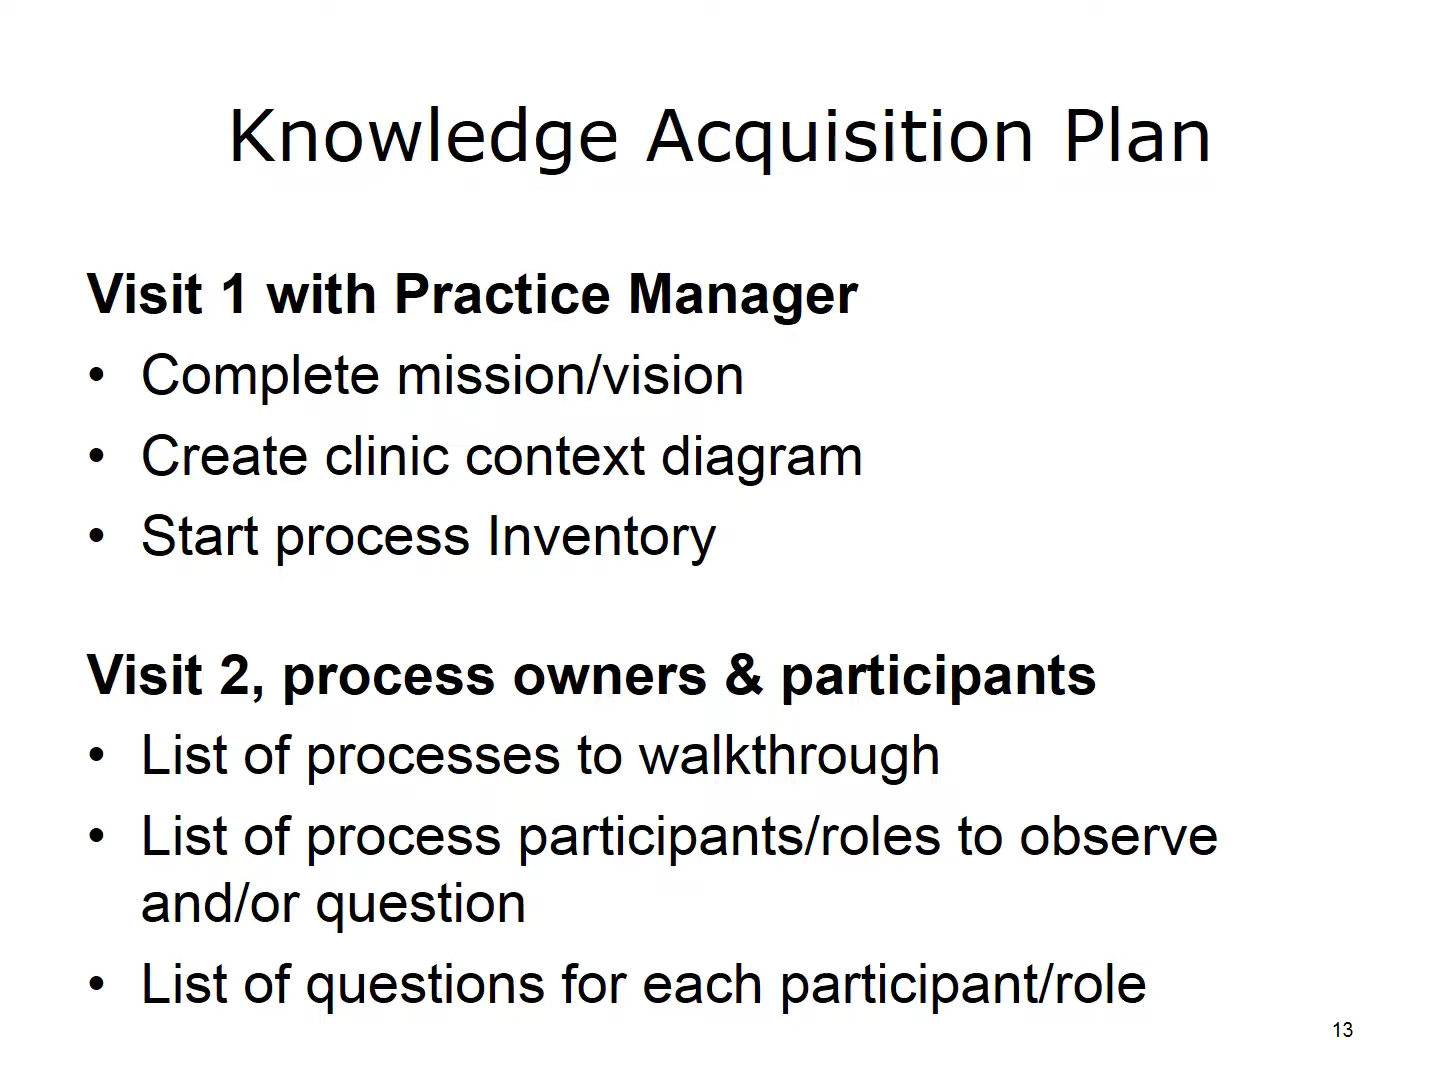 Knowledge Acquisition Plan
Visit 1 with Practice Manager
• Complete mission/vision
• Create clinic context diagram
• Start process Inventory
Visit 2, process owners & participants
• List of processes to walkthrough
• List of process participants/roles to observe
and/or question
• List of questions for each participant/role
13